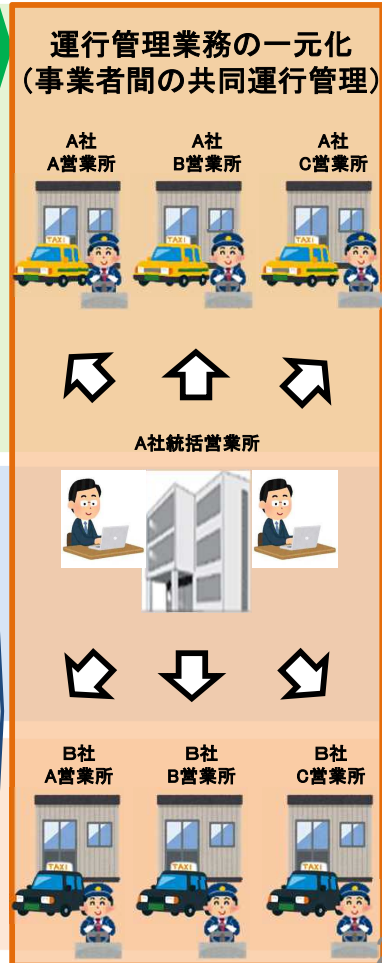 運行管理業務の一元化
（事業者間の共同運行管理）
A社
A営業所
A社
B営業所
A社
C営業所
TAXI
TAXI
TAXI
A社統括営業所
B社
A営業所
B社
B営業所
B社
C営業所
TAXI
TAXI
TAXI